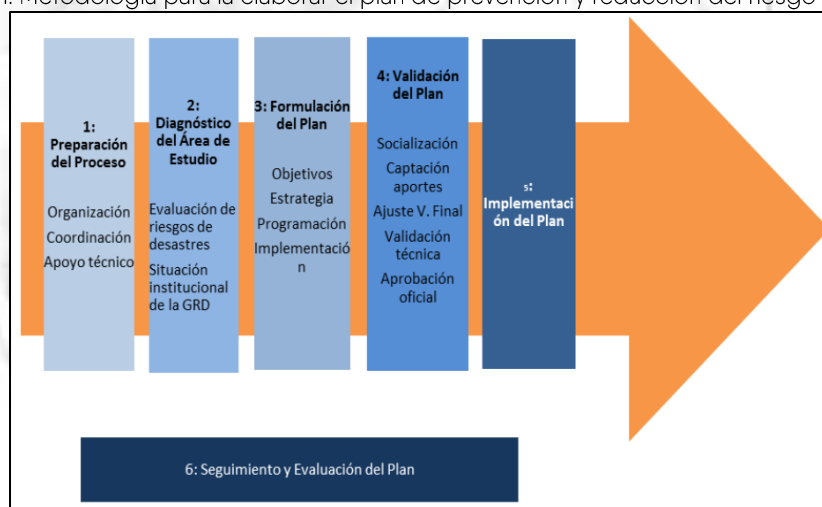 1. Metodología para la elaborar el plan de prevención y reducción del riesgo
1:
Preparación
del Proceso
Organización
Coordinación
Apoyo técnico
2:
Diagnóstico
del Área de
Estudio
Evaluación de
riesgos de
desastres
Situación
institucional
de la GRD
3: Formulación
del Plan
Objetivos
Estrategia
Programación
Implementació
n
4: Validación
del Plan
Socialización
Captación
aportes
Ajuste V. Final
Validación
técnica
Aprobación
oficial
5:
Implementaci
ón del Plan
6: Seguimiento y Evaluación del Plan